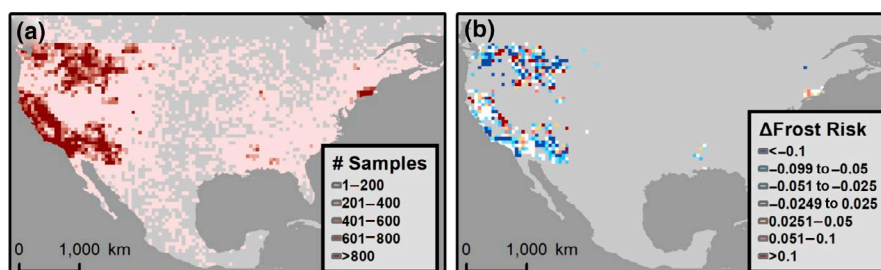 (a)
# Samples
1–200
201–400
401–600
601–800
>800
0 1,000 km
(b)
ΔFrost Risk
<-0.1
-0.099 to -0.05
-0.051 to -0.025
-0.0249 to 0.025
0.0251–0.05
0.051–0.1
>0.1
0 1,000 km